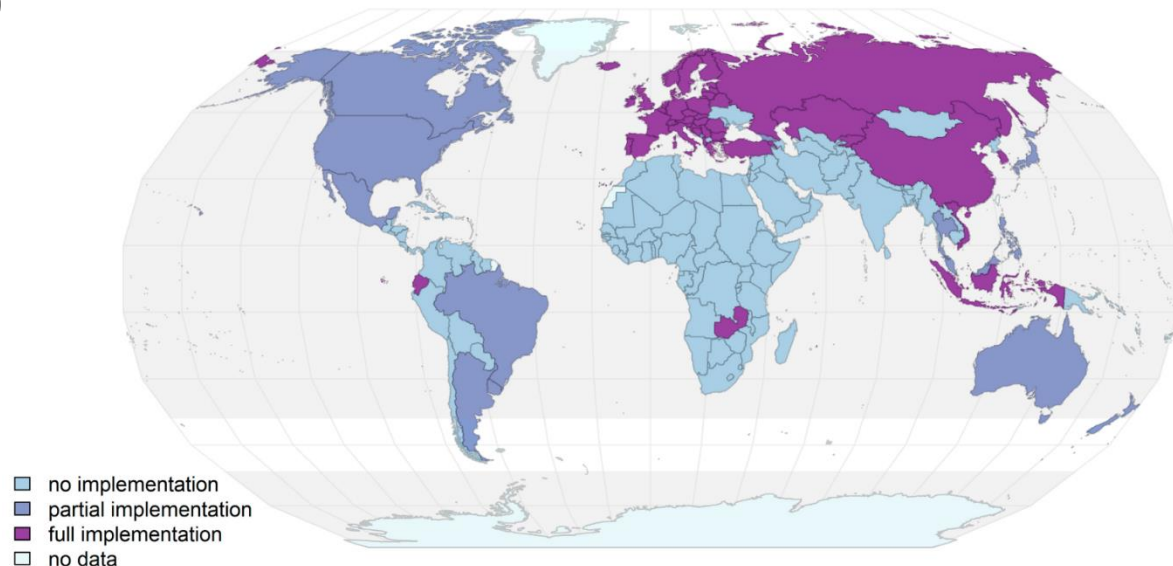 no implementation
partial implementation
full implementation
no data